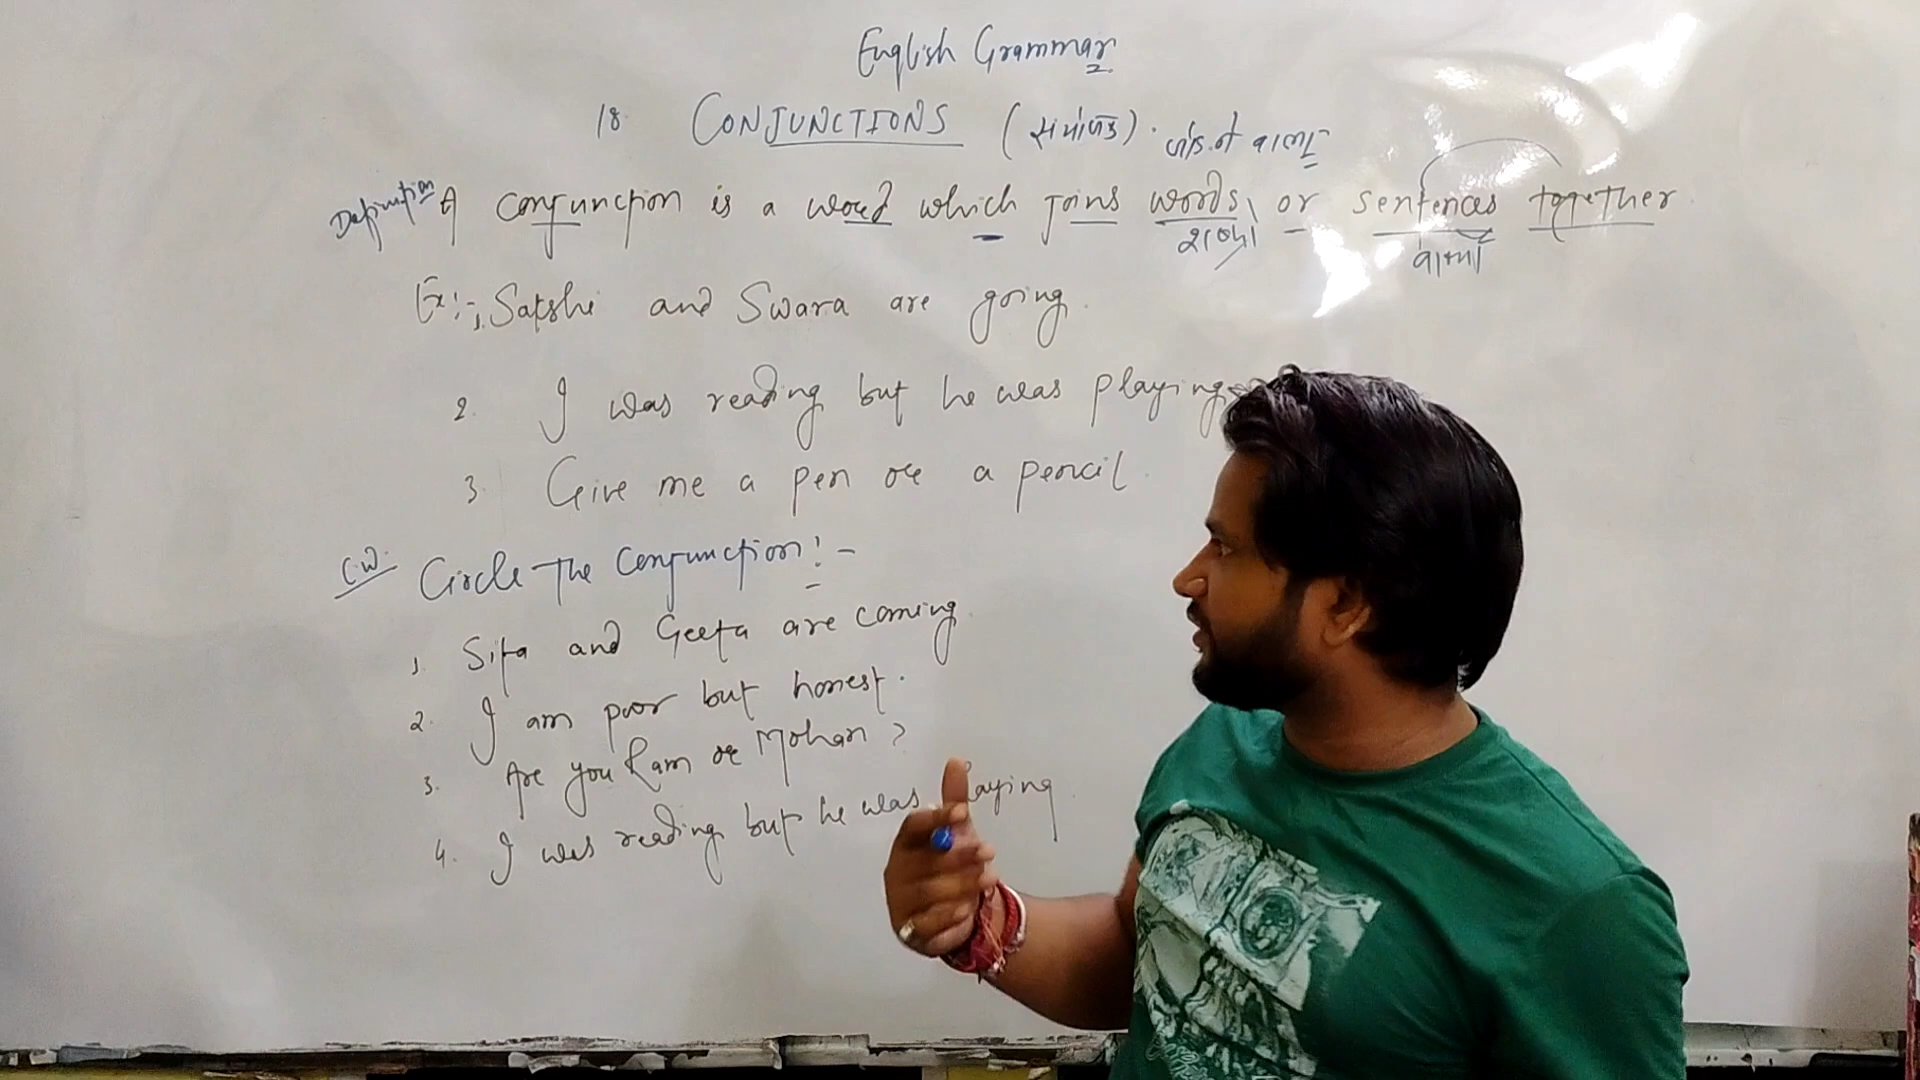 English Grammar
18 CONJUNCTIONS (संयोजक). जोड़ने वाला
Definition A conjunction is a word which joins words, or sentences together
शब्दों वाक्यों
Ex:- 1. Sakshi and Swara are going.
2. I was reading but he was playing
3. Give me a pen or a pencil.
C.W. Circle The Conjunction:-
1. Sita and Geeta are coming.
2. I am poor but honest.
3. Are you Ram or Mohan?
4. I was reading but he was playing.